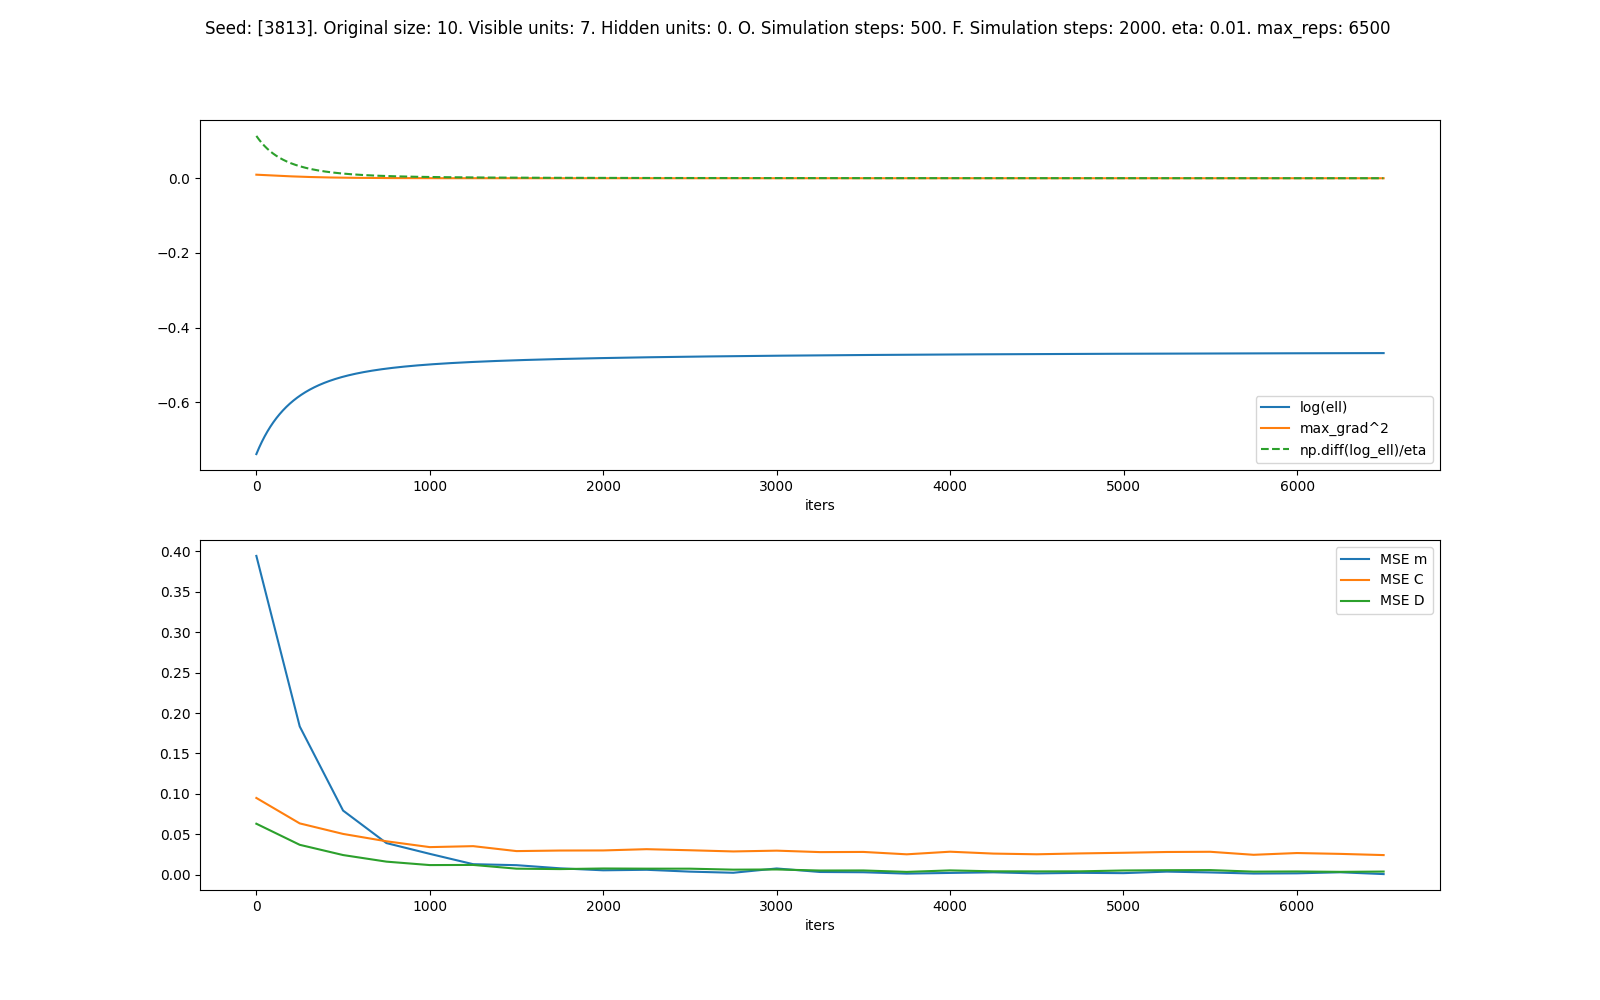 Seed: [3813]. Original size: 10. Visible units: 7. Hidden units: 0. O. Simulation steps: 500. F. Simulation steps: 2000. eta: 0.01. max_reps: 6500
0.0
−0.2
−0.4
−0.6
log(ell)
max_grad^2
np.diff(log_ell)/eta
0 1000 2000 3000 4000 5000 6000
iters
0.40
0.35
0.30
0.25
0.20
0.15
0.10
0.05
0.00
MSE m
MSE C
MSE D
0 1000 2000 3000 4000 5000 6000
iters